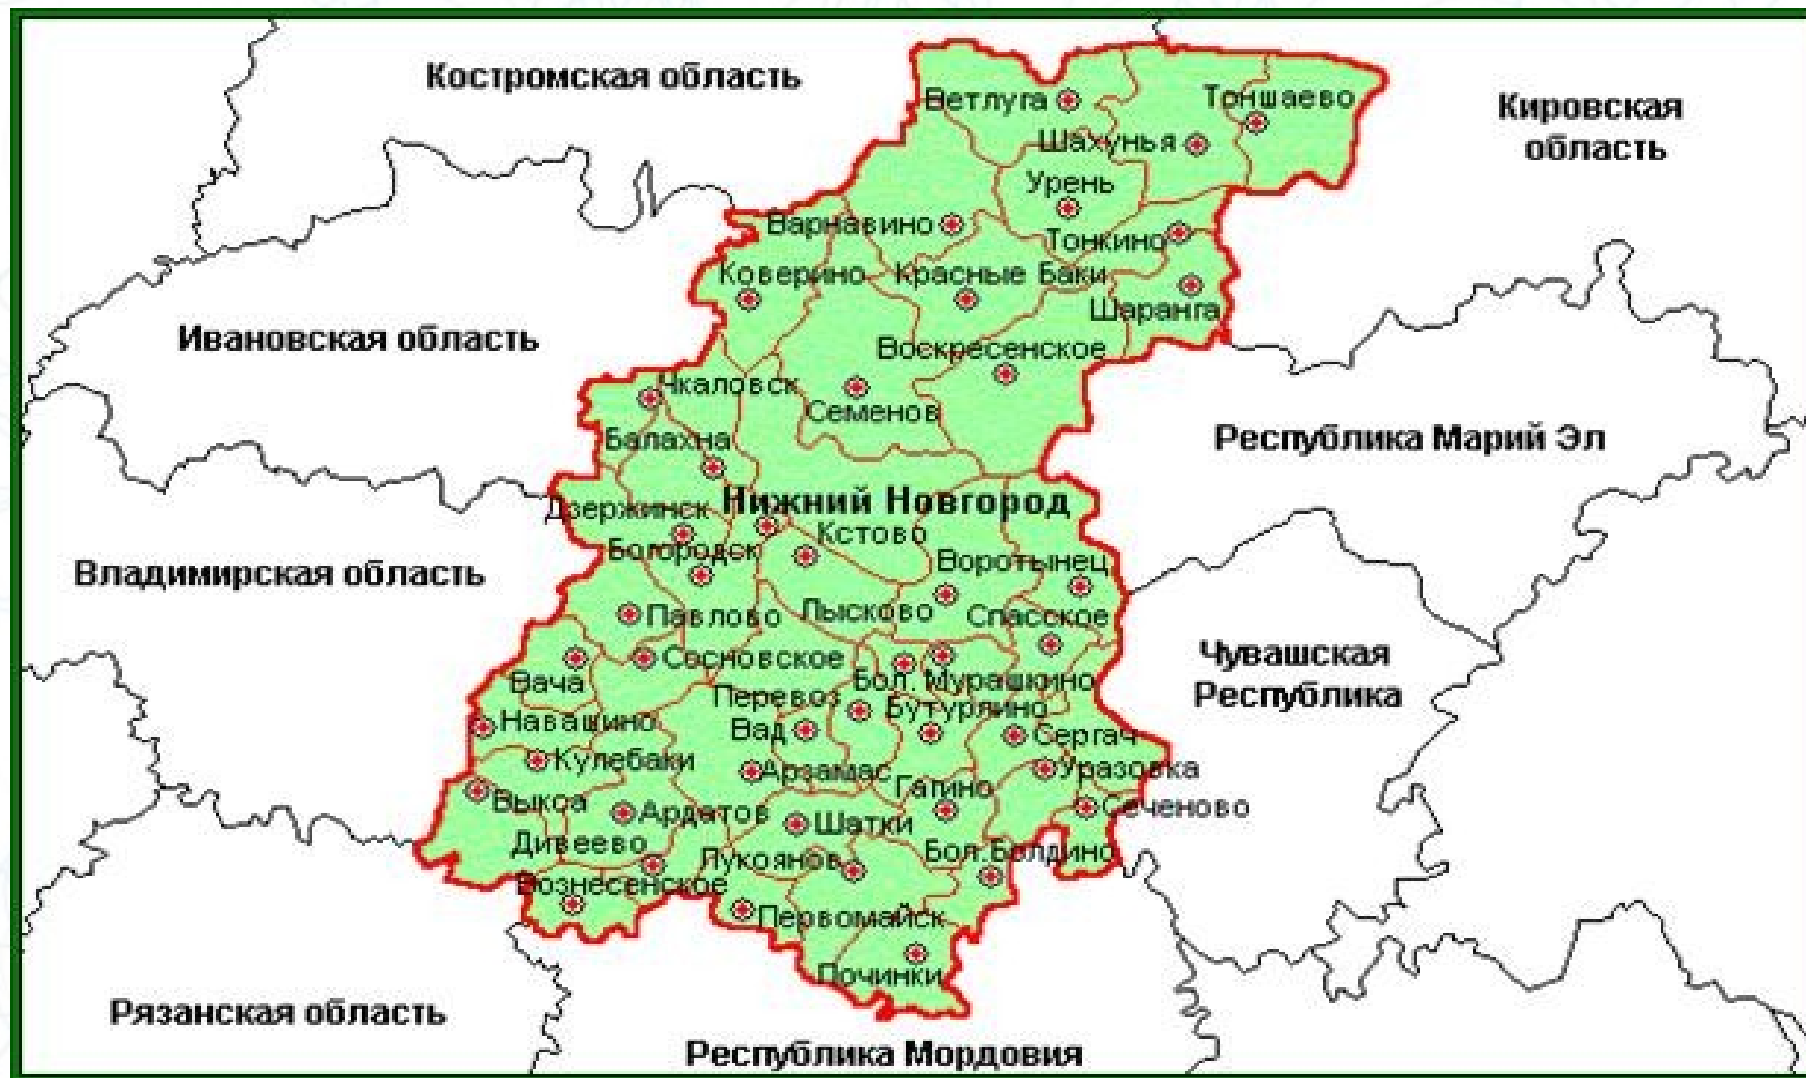 Костромская область
Кировская
область
Ветлуга
Тоншаево
Шахунья
Урень
Варнавино
Тонкино
Коверино
Красные Баки
Шаранга
Ивановская область
Воскресенское
Чкаловск
Семенов
Балахна
Республика Марий Эл
Нижний Новгород
Дзержинск
Кстово
Богородск
Воротынец
Владимирская область
Павлово
Лысково
Спасское
Сосновское
Чувашская
Республика
Вача
Бол. Мурашкино
Перевоз
Бутурлино
Навашино
Вад
Сергач
Кулебаки
Арзамас
Уразовка
Гагино
Выкса
Ардатов
Шатки
Сеченово
Дивеево
Лукоянов
Бол.Болдино
Вознесенское
Первомайск
Починки
Рязанская область
Республика Мордовия